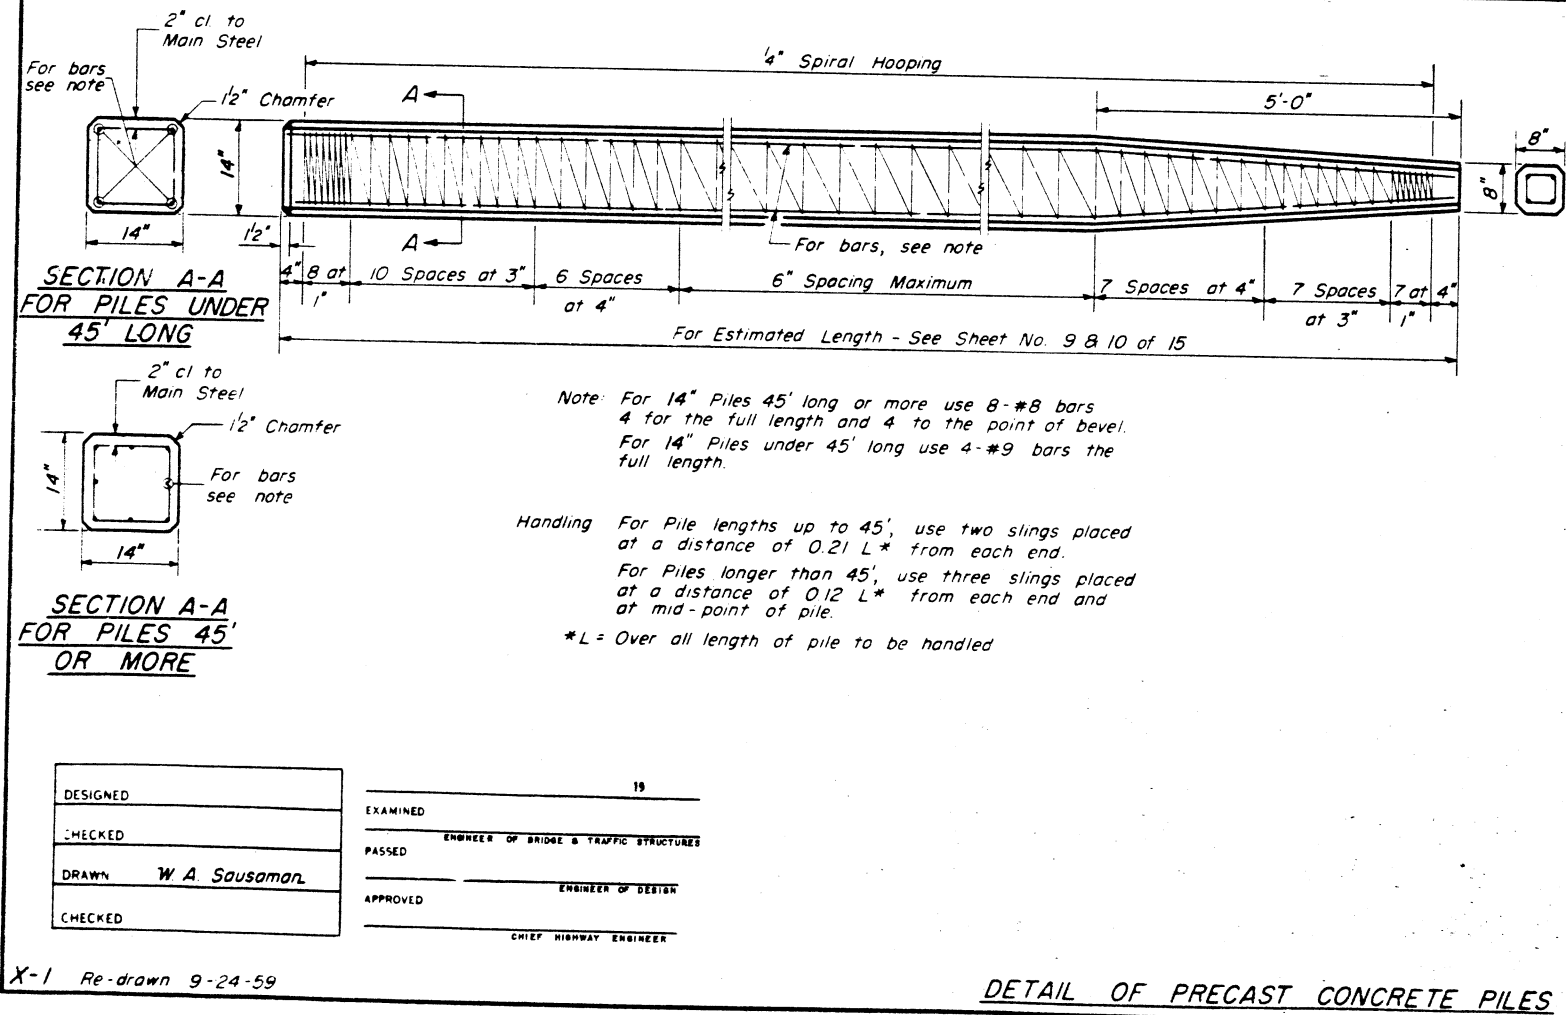 2" cl. to
Main Steel
For bars
see note
1½" Chamfer
14"
14"
SECTION A-A
FOR PILES UNDER
45' LONG
¼" Spiral Hooping
5'-0"
A
A
14"
1½"
8"
8"
For bars, see note
4"
8 at
1"
10 Spaces at 3"
6 Spaces
at 4"
6" Spacing Maximum
7 Spaces at 4"
7 Spaces
at 3"
7 at
1"
4"
For Estimated Length - See Sheet No. 9 & 10 of 15
2" cl to
Main Steel
1½" Chamfer
For bars
see note
14"
14"
SECTION A-A
FOR PILES 45'
OR MORE
Note: For 14" Piles 45' long or more use 8-#8 bars
4 for the full length and 4 to the point of bevel.
For 14" Piles under 45' long use 4-#9 bars the
full length.
Handling For Pile lengths up to 45', use two slings placed
at a distance of 0.21 L* from each end.
For Piles longer than 45', use three slings placed
at a distance of 0.12 L* from each end and
at mid-point of pile.
*L = Over all length of pile to be handled
DESIGNED
CHECKED
DRAWN W. A. Sausaman
CHECKED
19
EXAMINED
ENGINEER OF BRIDGE & TRAFFIC STRUCTURES
PASSED
ENGINEER OF DESIGN
APPROVED
CHIEF HIGHWAY ENGINEER
X-1 Re-drawn 9-24-59
DETAIL OF PRECAST CONCRETE PILES